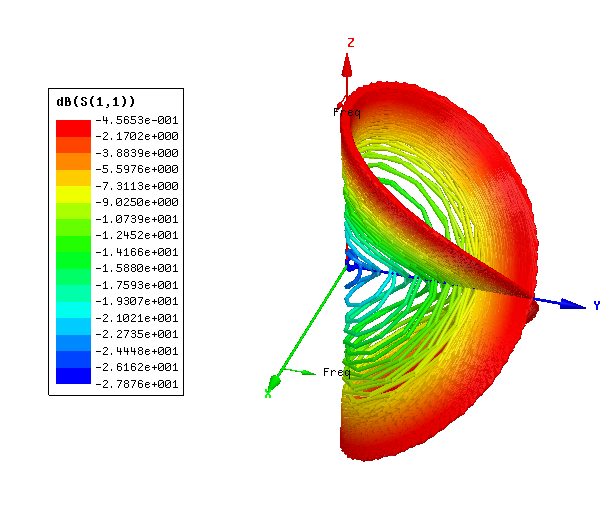 dB(S(1,1))
-4.5653e-001
-2.1702e+000
-3.8839e+000
-5.5976e+000
-7.3113e+000
-9.0250e+000
-1.0739e+001
-1.2452e+001
-1.4166e+001
-1.5880e+001
-1.7593e+001
-1.9307e+001
-2.1021e+001
-2.2735e+001
-2.4448e+001
-2.6162e+001
-2.7876e+001
Z
Freq
Y
Freq
X